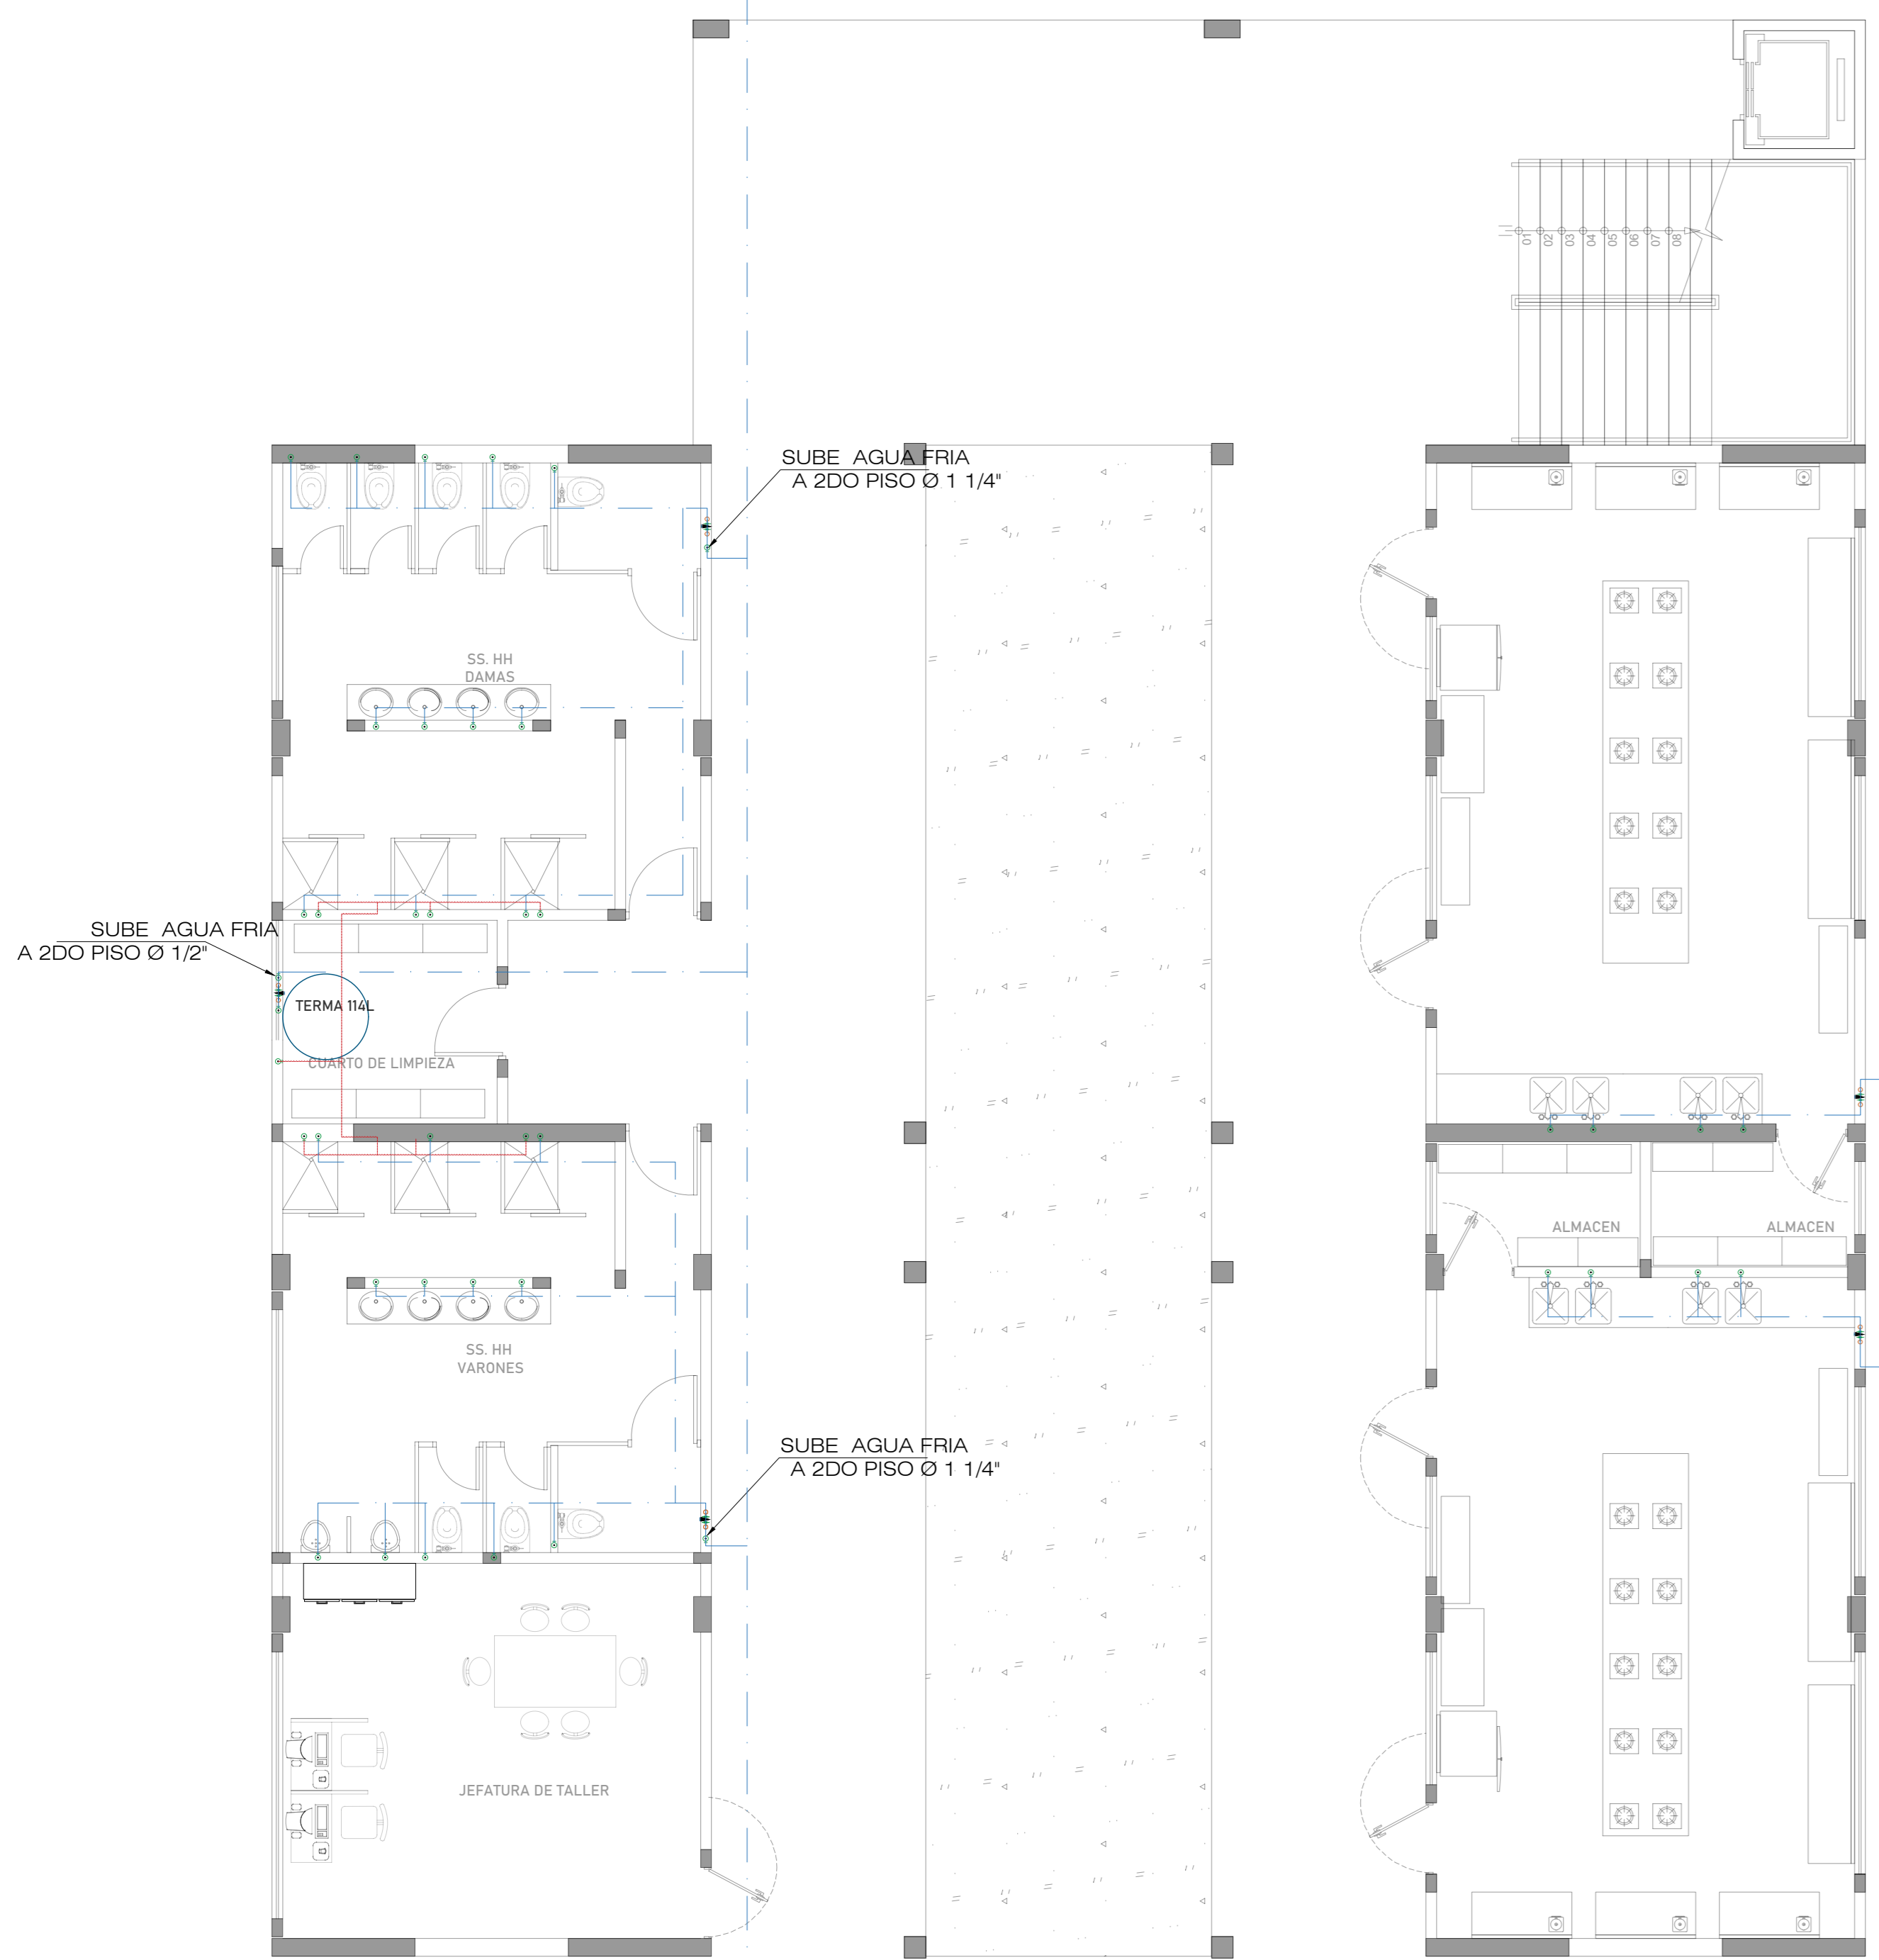 01
02
03
04
05
06
07
08
SUBE AGUA FRIA
A 2DO PISO Ø 1 1/4"
SS. HH
DAMAS
SUBE AGUA FRIA
A 2DO PISO Ø 1/2"
TERMA 114L
CUARTO DE LIMPIEZA
ALMACEN
ALMACEN
SS. HH
VARONES
SUBE AGUA FRIA
A 2DO PISO Ø 1 1/4"
JEFATURA DE TALLER